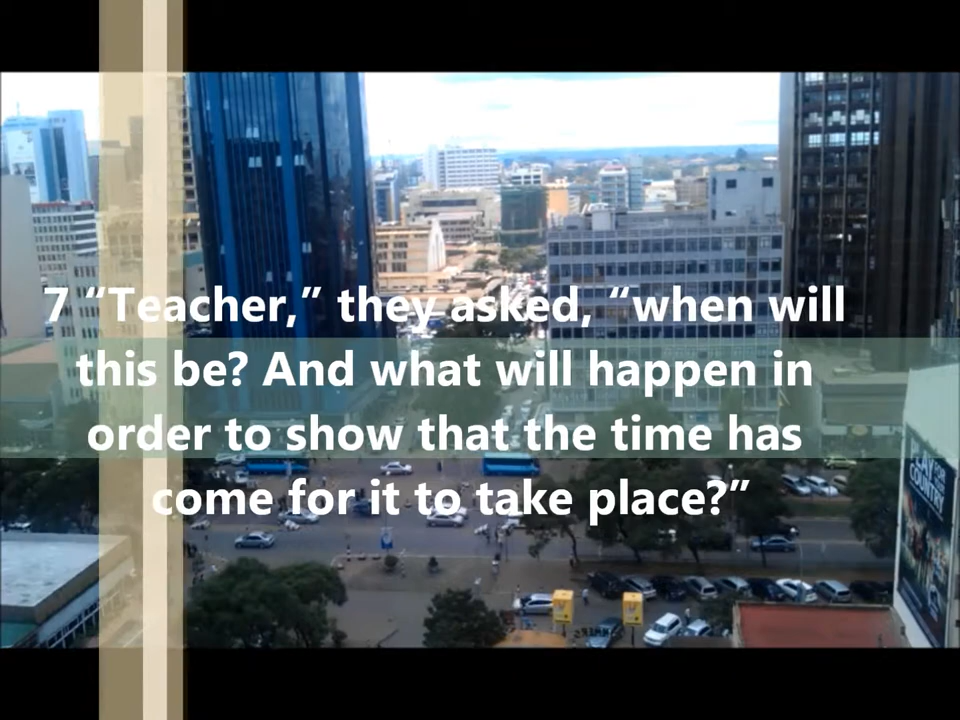 7 “Teacher,” they asked, “when will
this be? And what will happen in
order to show that the time has
come for it to take place?”
COUNTRY